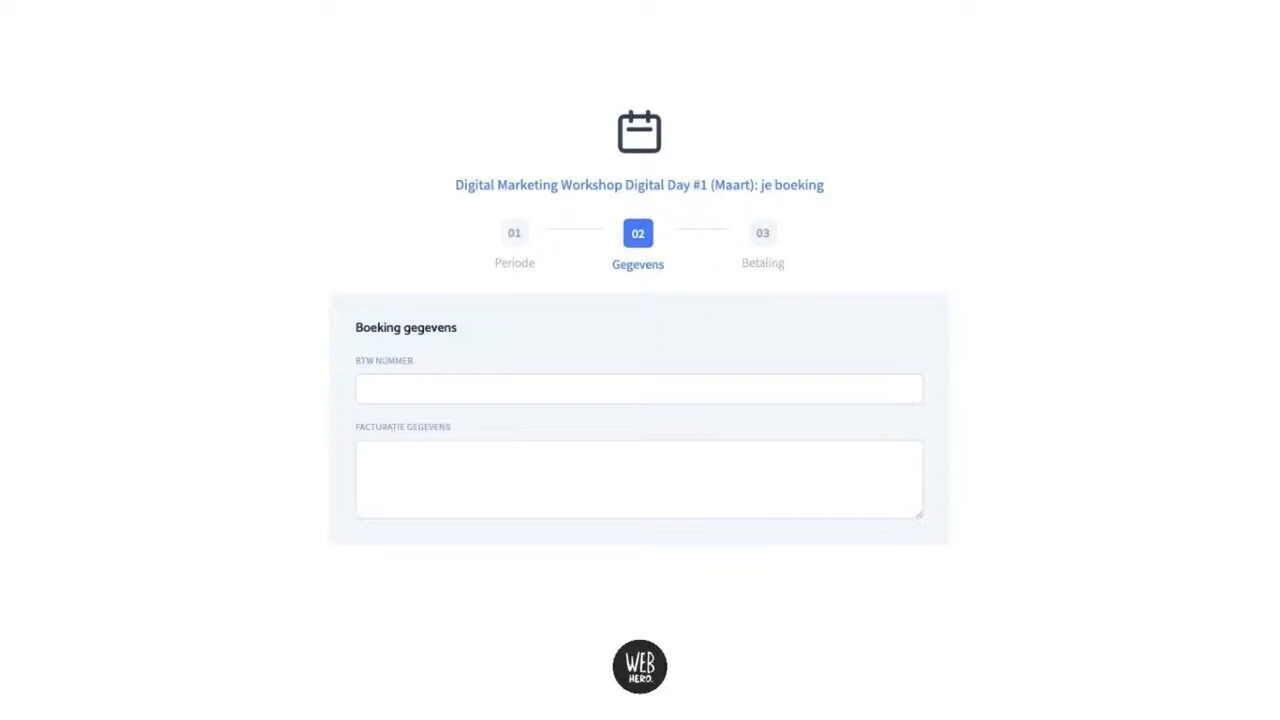 Digital Marketing Workshop Digital Day #1 (Maart): je boeking
01 02 03
Periode Gegevens Betaling
Boeking gegevens
BTW NUMMER
FACTURATIE GEGEVENS
WEB
HERO.